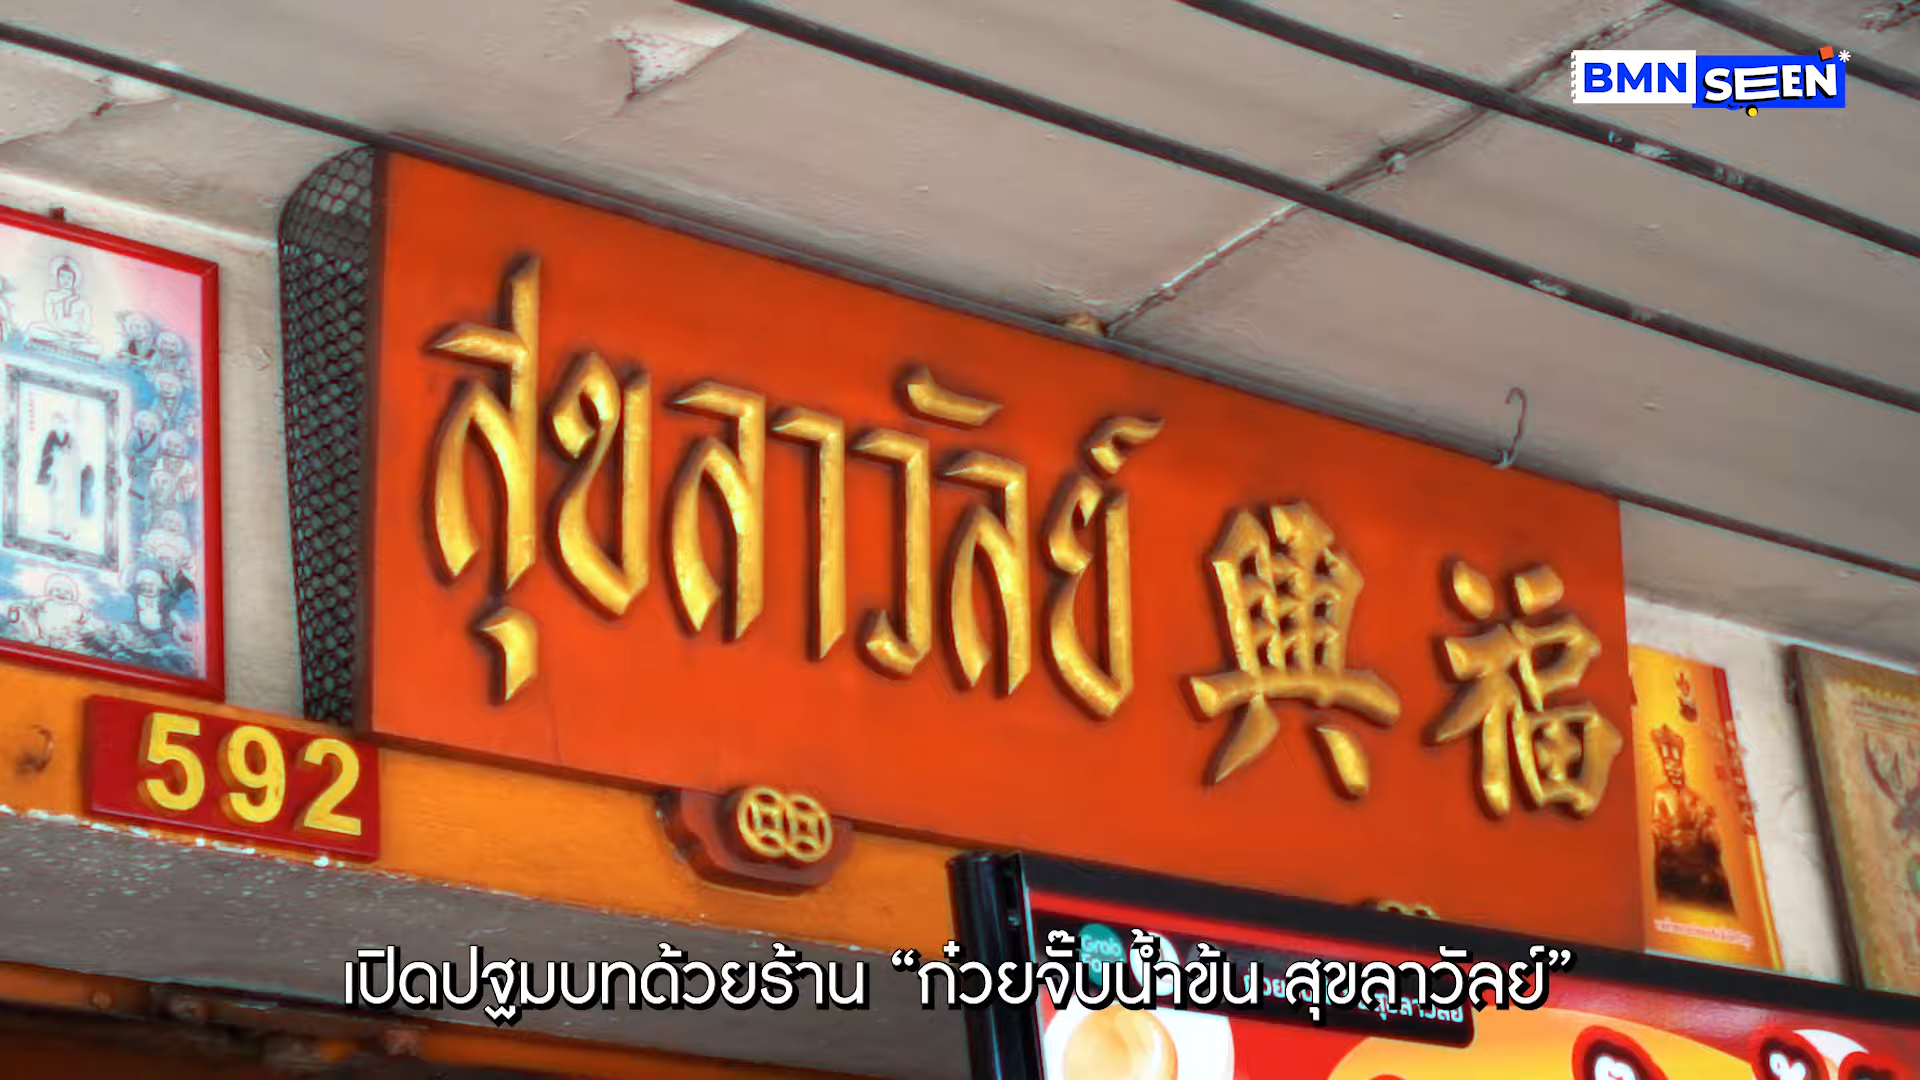 BMN SEEN
สุขลาวัลย์ 興福
592
Grab
เปิดปฐมบทด้วยร้าน “ก๋วยจั๊บน้ำข้น สุขลาวัลย์”